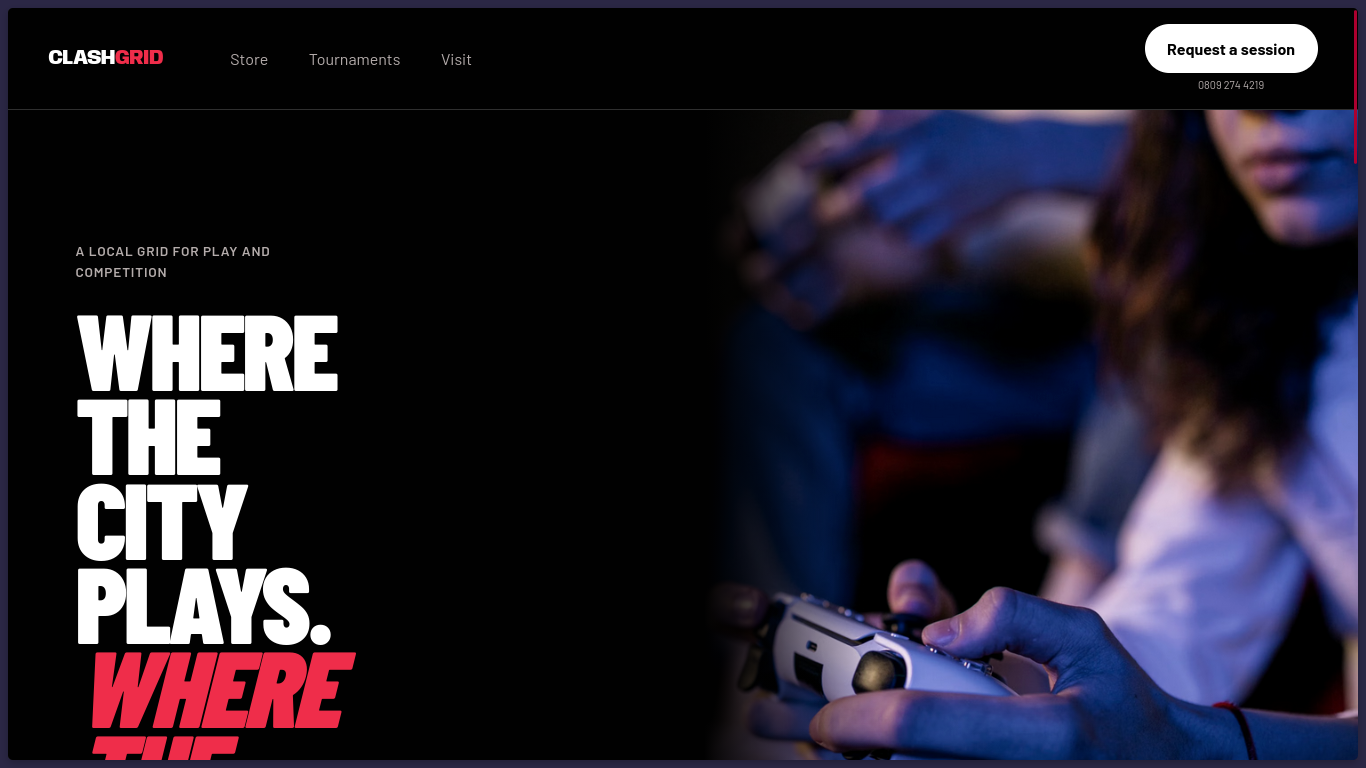 CLASHGRID
Store
Tournaments
Visit
Request a session
0809 274 4219
A LOCAL GRID FOR PLAY AND
COMPETITION
WHERE
THE
CITY
PLAYS.
WHERE
THE